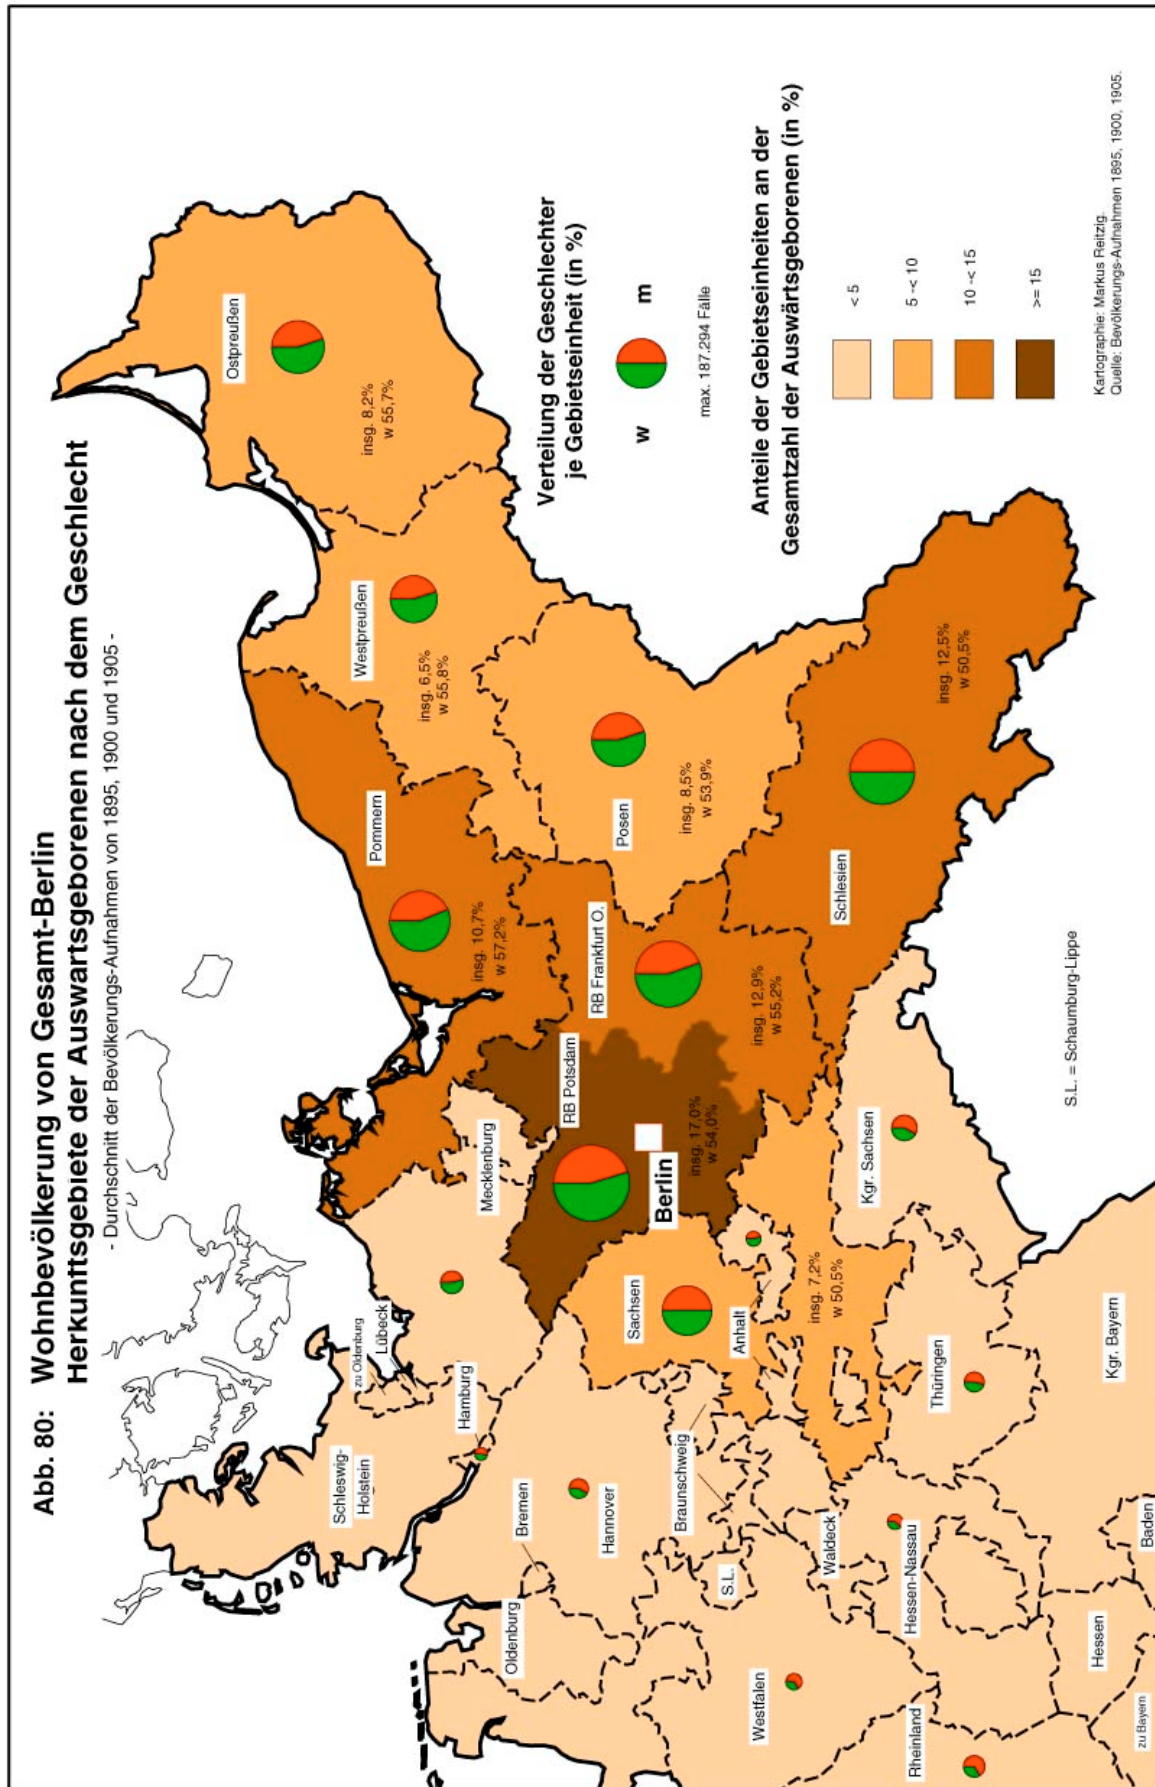 Abb. 80: Wohnbevölkerung von Gesamt-Berlin
Herkunftsgebiete der Auswärtsgeborenen nach dem Geschlecht
- Durchschnitt der Bevölkerungs-Aufnahmen von 1895, 1900 und 1905 -
Schleswig-
Holstein
zu Oldenburg
Lübeck
Hamburg
Mecklenburg
Pommern
insg. 10,7%
w 57,2%
Westpreußen
insg. 6,5%
w 55,8%
Ostpreußen
insg. 8,2%
w 55,7%
Oldenburg
Bremen
Hannover
Braunschweig
S.L.
Sachsen
Anhalt
insg. 7,2%
w 50,5%
RB Potsdam
Berlin
insg. 17,0%
w 54,0%
RB Frankfurt O.
insg. 12,9%
w 55,2%
Posen
insg. 8,5%
w 53,9%
Schlesien
insg. 12,5%
w 50,5%
Westfalen
Waldeck
Hessen-Nassau
Rheinland
Thüringen
Kgr. Sachsen
Hessen
zu Bayern
Baden
Kgr. Bayern
S.L. = Schaumburg-Lippe
Verteilung der Geschlechter
je Gebietseinheit (in %)
w m
max. 187.294 Fälle
Anteile der Gebietseinheiten an der
Gesamtzahl der Auswärtsgeborenen (in %)
< 5
5 -< 10
10 -< 15
>= 15
Kartographie: Markus Reitzig.
Quelle: Bevölkerungs-Aufnahmen 1895, 1900, 1905.